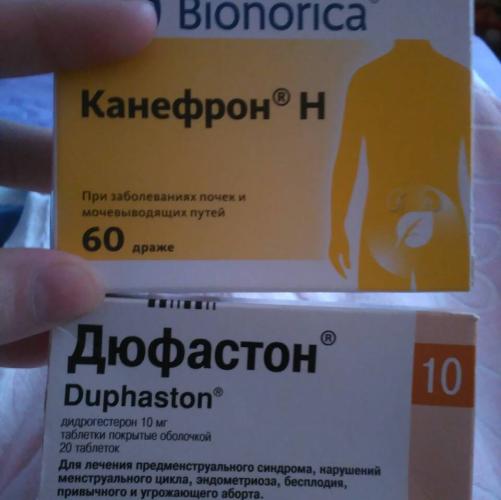 Bionorica®
Канефрон® Н
При заболеваниях почек и
мочевыводящих путей
60 драже
Дюфастон®
10
Duphaston®
дидрогестерон 10 мг
таблетки покрытые оболочкой
20 таблеток
Для лечения предменструального синдрома, нарушений
менструального цикла, эндометриоза, бесплодия,
привычного и угрожающего аборта.